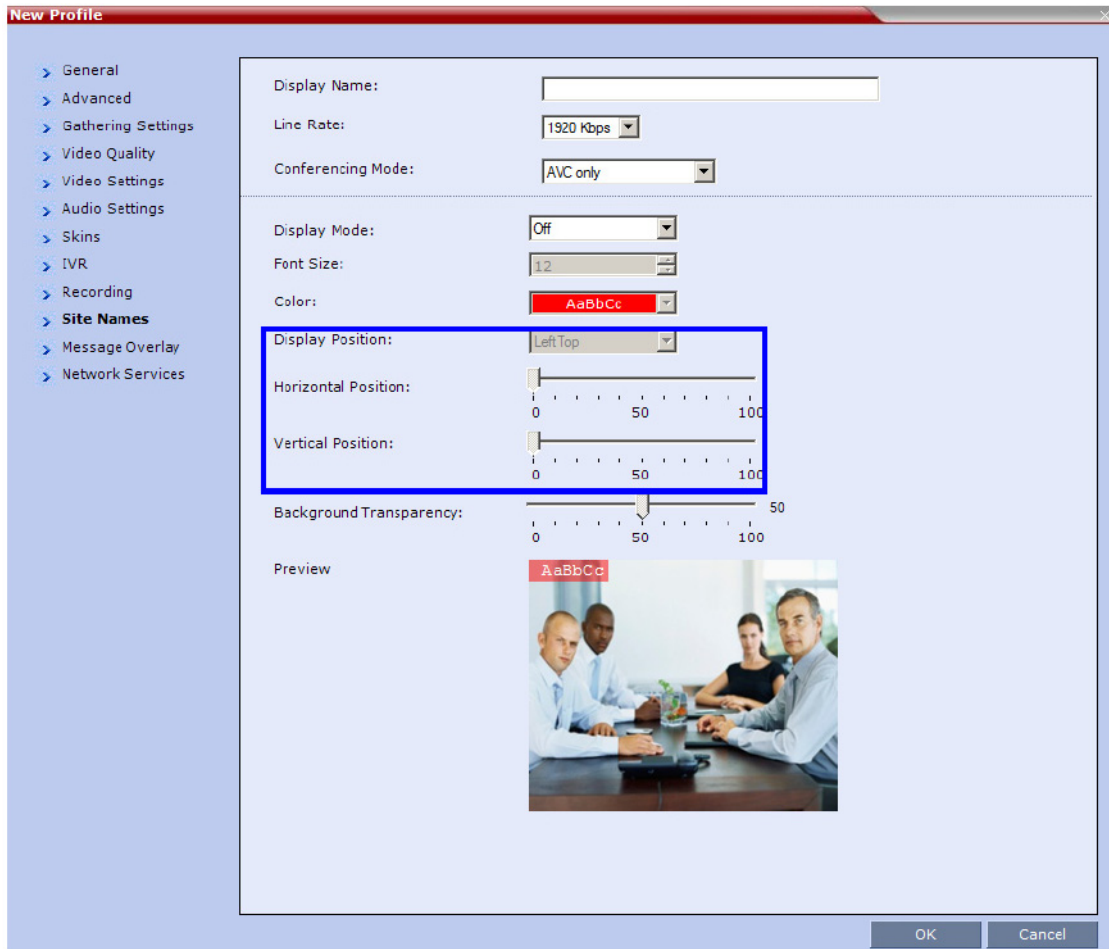 New Profile
General
Advanced
Gathering Settings
Video Quality
Video Settings
Audio Settings
Skins
IVR
Recording
Site Names
Message Overlay
Network Services
Display Name:
Line Rate: 1920 Kbps
Conferencing Mode: AVC only
Display Mode: Off
Font Size: 12
Color: AaBbCc
Display Position: LeftTop
Horizontal Position:
0 50 100
Vertical Position:
0 50 100
Background Transparency: 50
0 50 100
Preview
AaBbCc
OK Cancel